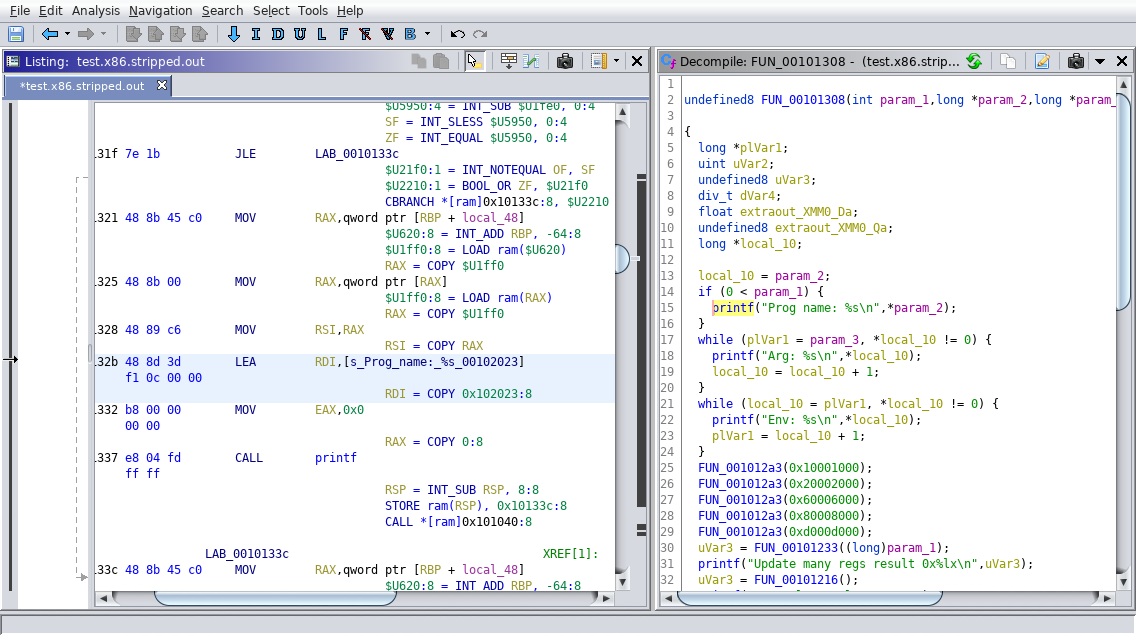 File Edit Analysis Navigation Search Select Tools Help
I D U L F R V B
Listing: test.x86.stripped.out
*test.x86.stripped.out
$U5950:4 = INT_SUB $U1fe0, 0:4
SF = INT_SLESS $U5950, 0:4
ZF = INT_EQUAL $U5950, 0:4
.31f 7e 1b JLE LAB_0010133c
$U21f0:1 = INT_NOTEQUAL OF, SF
$U2210:1 = BOOL_OR ZF, $U21f0
CBRANCH *[ram]0x10133c:8, $U2210
.321 48 8b 45 c0 MOV RAX,qword ptr [RBP + local_48]
$U620:8 = INT_ADD RBP, -64:8
$U1ff0:8 = LOAD ram($U620)
RAX = COPY $U1ff0
.325 48 8b 00 MOV RAX,qword ptr [RAX]
$U1ff0:8 = LOAD ram(RAX)
RAX = COPY $U1ff0
.328 48 89 c6 MOV RSI,RAX
RSI = COPY RAX
.32b 48 8d 3d LEA RDI,[s_Prog_name:_%s_00102023]
f1 0c 00 00
RDI = COPY 0x102023:8
.332 b8 00 00 MOV EAX,0x0
00 00
RAX = COPY 0:8
.337 e8 04 fd CALL printf
ff ff
RSP = INT_SUB RSP, 8:8
STORE ram(RSP), 0x10133c:8
CALL *[ram]0x101040:8
LAB_0010133c XREF[1]:
.33c 48 8b 45 c0 MOV RAX,qword ptr [RBP + local_48]
$U620:8 = INT_ADD RBP, -64:8
Decompile: FUN_00101308 - (test.x86.strip...
1
2 undefined8 FUN_00101308(int param_1,long *param_2,long *param_
3
4 {
5 long *plVar1;
6 uint uVar2;
7 undefined8 uVar3;
8 div_t dVar4;
9 float extraout_XMM0_Da;
10 undefined8 extraout_XMM0_Qa;
11 long *local_10;
12
13 local_10 = param_2;
14 if (0 < param_1) {
15 printf("Prog name: %s\n",*param_2);
16 }
17 while (plVar1 = param_3, *local_10 != 0) {
18 printf("Arg: %s\n",*local_10);
19 local_10 = local_10 + 1;
20 }
21 while (local_10 = plVar1, *local_10 != 0) {
22 printf("Env: %s\n",*local_10);
23 plVar1 = local_10 + 1;
24 }
25 FUN_001012a3(0x10001000);
26 FUN_001012a3(0x20002000);
27 FUN_001012a3(0x60006000);
28 FUN_001012a3(0x80008000);
29 FUN_001012a3(0xd000d000);
30 uVar3 = FUN_00101233((long)param_1);
31 printf("Update many regs result 0x%lx\n",uVar3);
32 uVar3 = FUN_00101216();